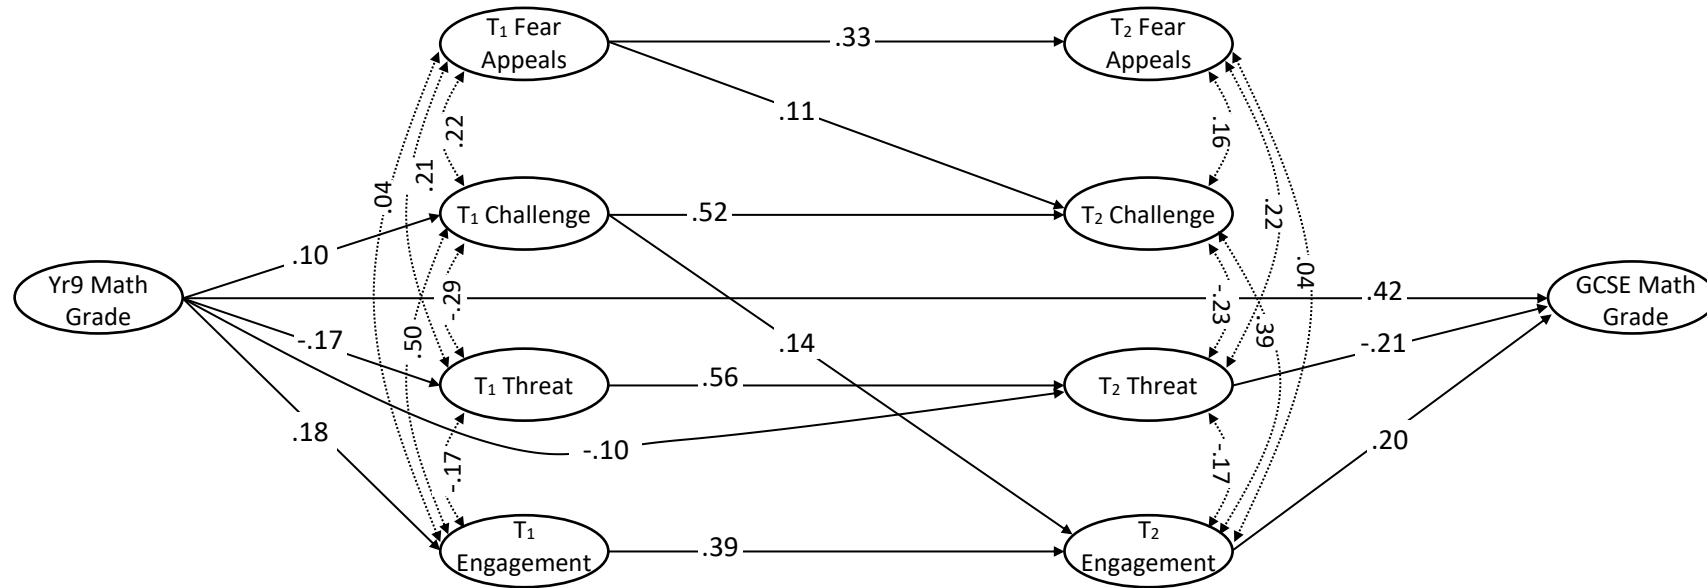 T1 Fear
Appeals
.33
T2 Fear
Appeals
.11
.22
.16
.21
.04
T1 Challenge
.52
T2 Challenge
.22
.04
.10
Yr9 Math
Grade
-.29
.50
-.23
.39
.42
GCSE Math
Grade
-.17
.14
-.21
T1 Threat
.56
T2 Threat
.18
-.10
.20
-.17
-.17
T1
Engagement
.39
T2
Engagement